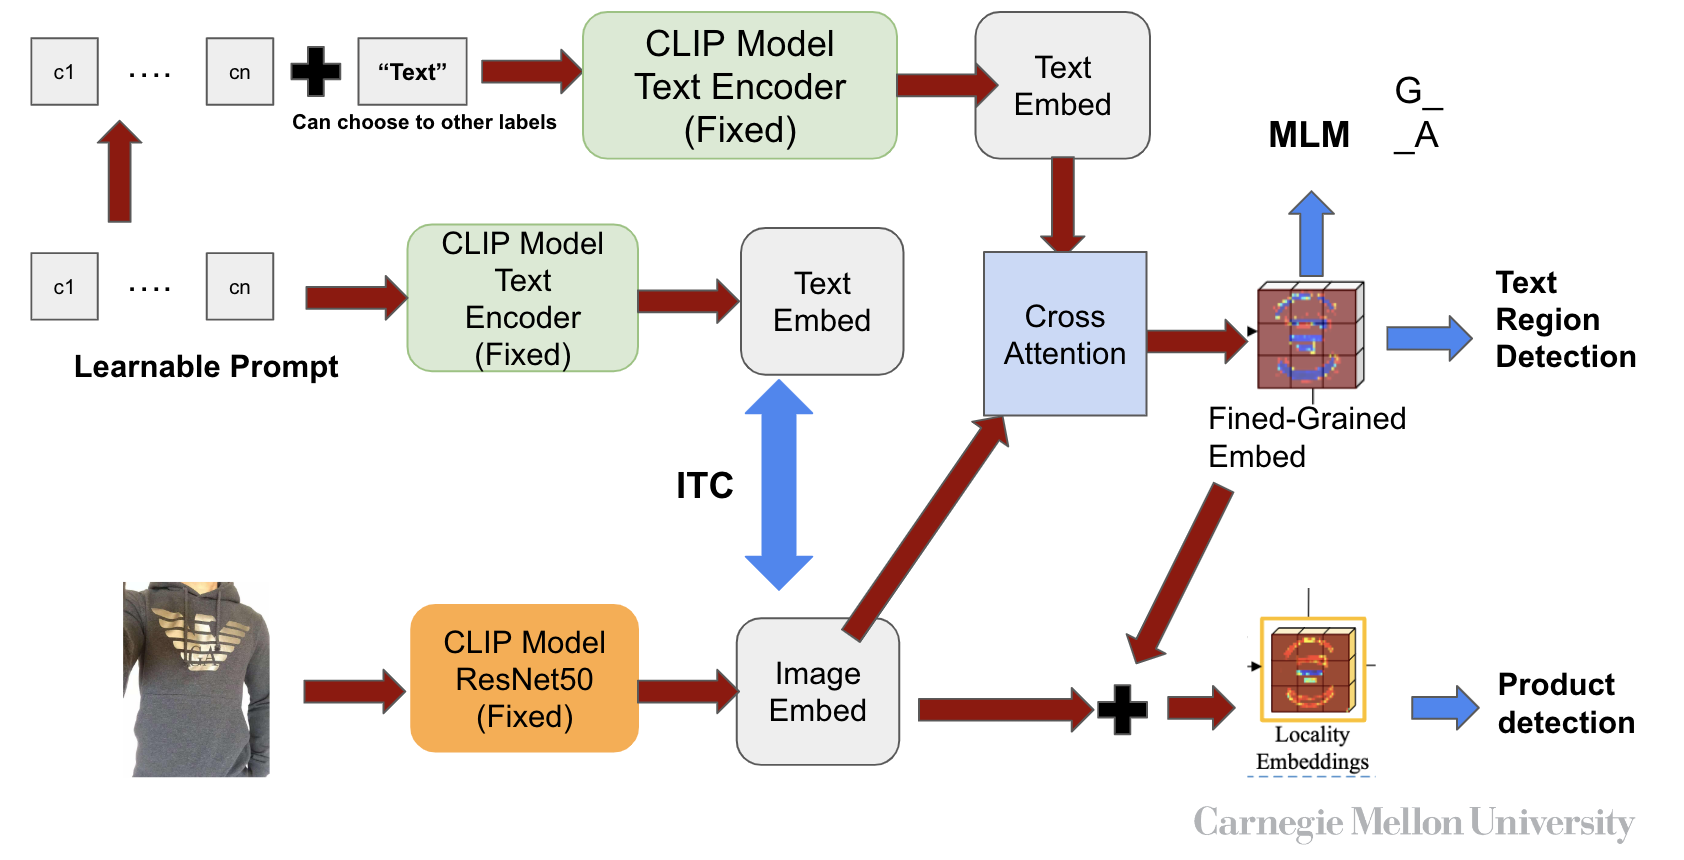 c1
....
cn
“Text”
Can choose to other labels
CLIP Model
Text Encoder
(Fixed)
Text
Embed
G_
_A
MLM
c1
....
cn
Learnable Prompt
CLIP Model
Text
Encoder
(Fixed)
Text
Embed
Cross
Attention
Text
Region
Detection
Fined-Grained
Embed
ITC
GA
CLIP Model
ResNet50
(Fixed)
Image
Embed
Locality
Embeddings
Product
detection
Carnegie Mellon University